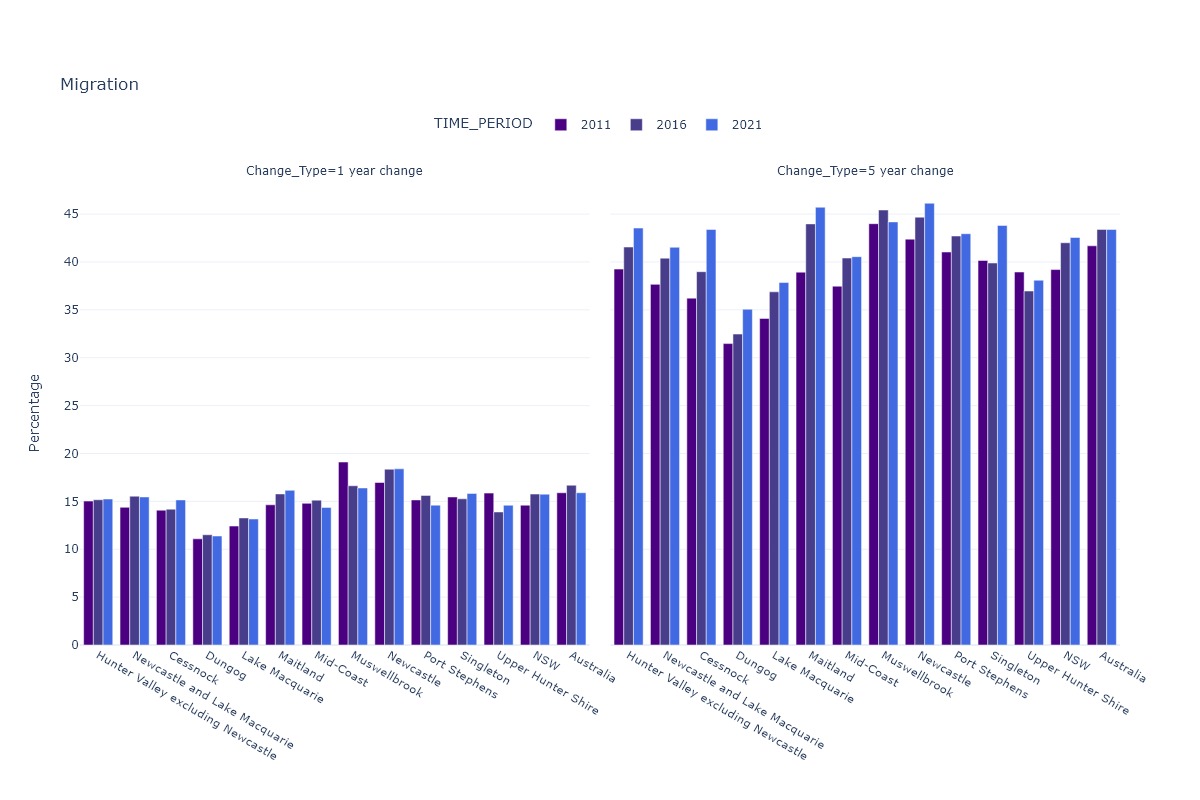 Migration
TIME_PERIOD 2011 2016 2021
Change_Type=1 year change
Change_Type=5 year change
Percentage
45
40
35
30
25
20
15
10
5
0
Hunter Valley excluding Newcastle
Newcastle and Lake Macquarie
Cessnock
Dungog
Lake Macquarie
Maitland
Mid-Coast
Muswellbrook
Newcastle
Port Stephens
Singleton
Upper Hunter Shire
NSW
Australia
Hunter Valley excluding Newcastle
Newcastle and Lake Macquarie
Cessnock
Dungog
Lake Macquarie
Maitland
Mid-Coast
Muswellbrook
Newcastle
Port Stephens
Singleton
Upper Hunter Shire
NSW
Australia